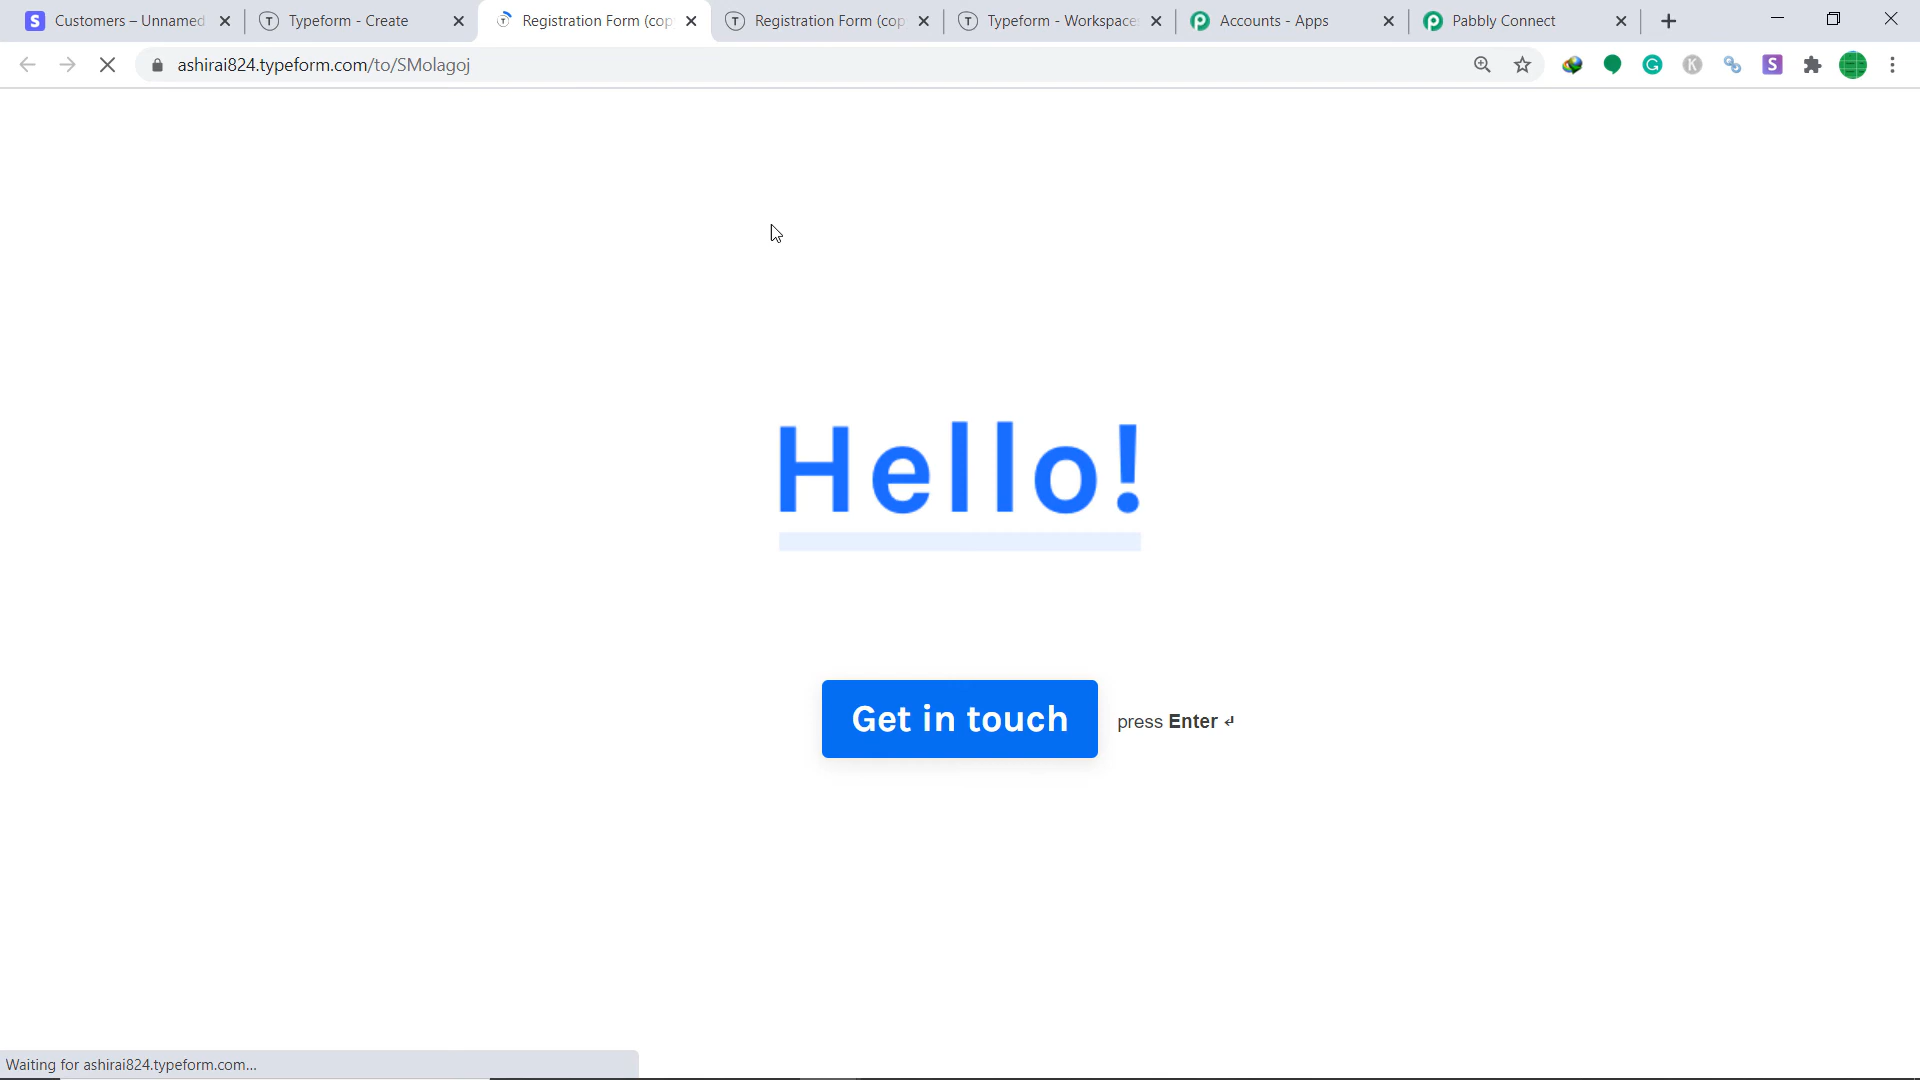 Customers – Unnamed
Typeform - Create
Registration Form (cop
Registration Form (cop
Typeform - Workspaces
Accounts - Apps
Pabbly Connect
ashirai824.typeform.com/to/SMolagoj
Hello!
Get in touch
press Enter ↵
Waiting for ashirai824.typeform.com...